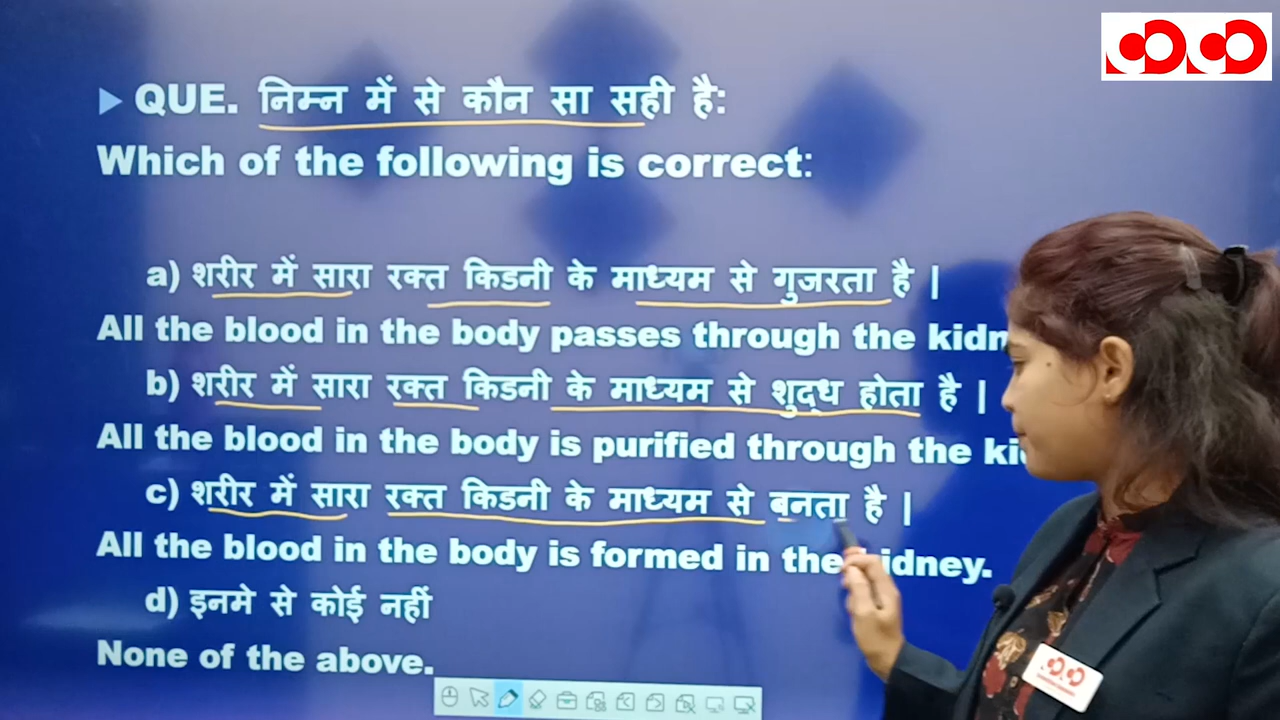 QUE. निम्न में से कौन सा सही है:
Which of the following is correct:
a) शरीर में सारा रक्त किडनी के माध्यम से गुजरता है |
All the blood in the body passes through the
b) शरीर में सारा रक्त किडनी के माध्यम से शुद्ध होता है |
All the blood in the body is purified through the
c) शरीर में सारा रक्त किडनी के माध्यम से बनता है |
All the blood in the body is formed in the kidney.
d) इनमे से कोई नहीं
None of the above.